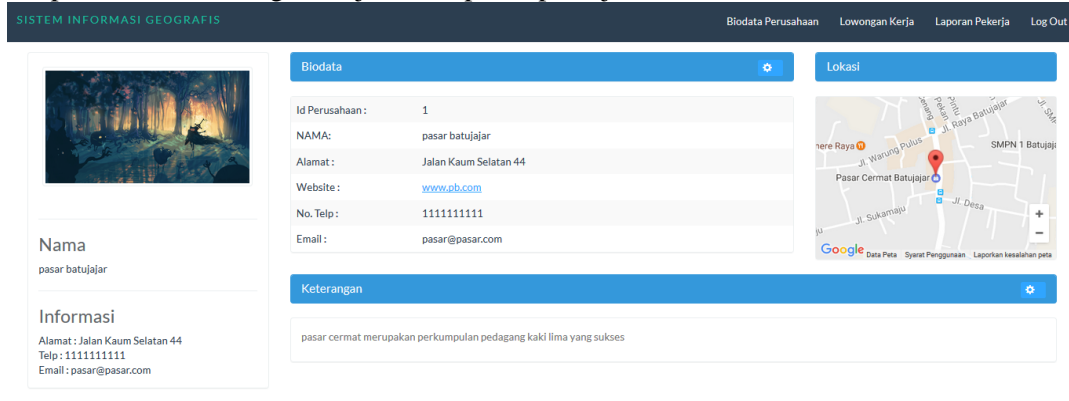 SISTEM INFORMASI GEOGRAFIS
Biodata Perusahaan Lowongan Kerja Laporan Pekerja Log Out
Nama
pasar batujajar
Informasi
Alamat : Jalan Kaum Selatan 44
Telp : 1111111111
Email : pasar@pasar.com
Biodata
Id Perusahaan : 1
NAMA: pasar batujajar
Alamat : Jalan Kaum Selatan 44
Website : www.pb.com
No. Telp : 1111111111
Email : pasar@pasar.com
Lokasi
Jl. Raya Batujajar
Jl. Warung Pulus
SMPN 1 Batujaja
Pasar Cermat Batujajar
Jl. Desa
Jl. Sukamaju
+
−
Google Data Peta Syarat Penggunaan Laporkan kesalahan peta
Keterangan
pasar cermat merupakan perkumpulan pedagang kaki lima yang sukses